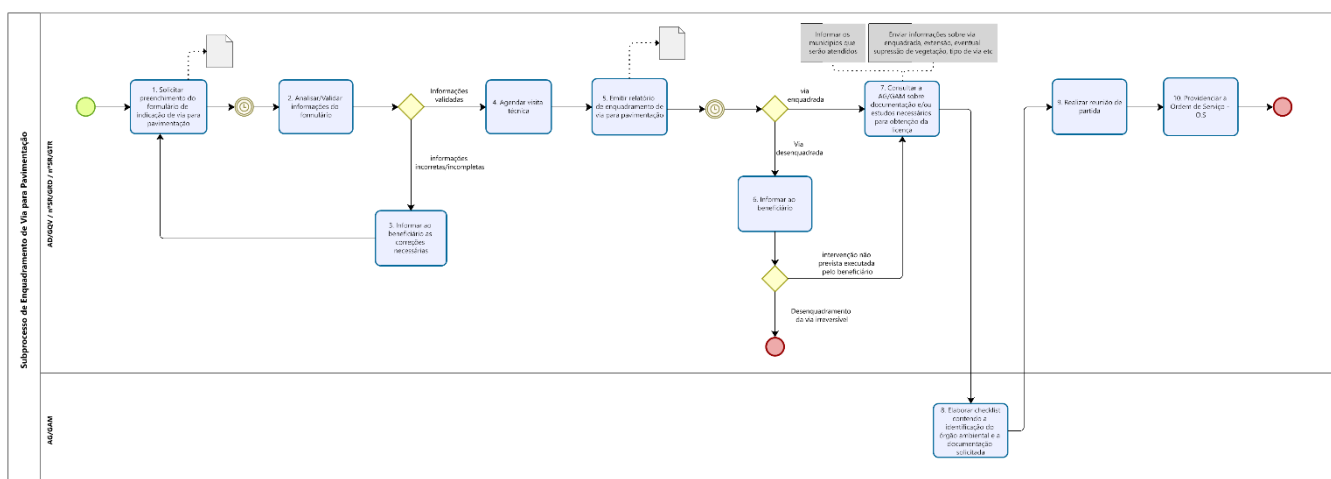 Subprocesso de Enquadramento de Via para Pavimentação
AD/GQV / nªSR/GRD / nªSR/GTR
1. Solicitar
preenchimento do
formulário de
indicação de via para
pavimentação
2. Analisar/Validar
informações do
formulário
Informações
validadas
informações
incorretas/incompletas
3. Informar ao
beneficiário as
correções
necessárias
4. Agendar visita
técnica
5. Emitir relatório
de enquadramento de
via para pavimentação
via
enquadrada
Via
desenquadrada
6. Informar ao
beneficiário
intervenção não
prevista executada
pelo beneficiário
Desenquadramento
da via irreversível
Informar os
municípios que
serão atendidos
Enviar informações sobre via
enquadrada, extensão, eventual
supressão de vegetação, tipo de via etc
7. Consultar a
AG/GAM sobre
documentação e/ou
estudos necessários
para obtenção da
licença
9. Realizar reunião de
partida
10. Providenciar a
Ordem de Serviço -
O.S
AG/GAM
8. Elaborar checklist
contendo a
identificação do
órgão ambiental e a
documentação
solicitada